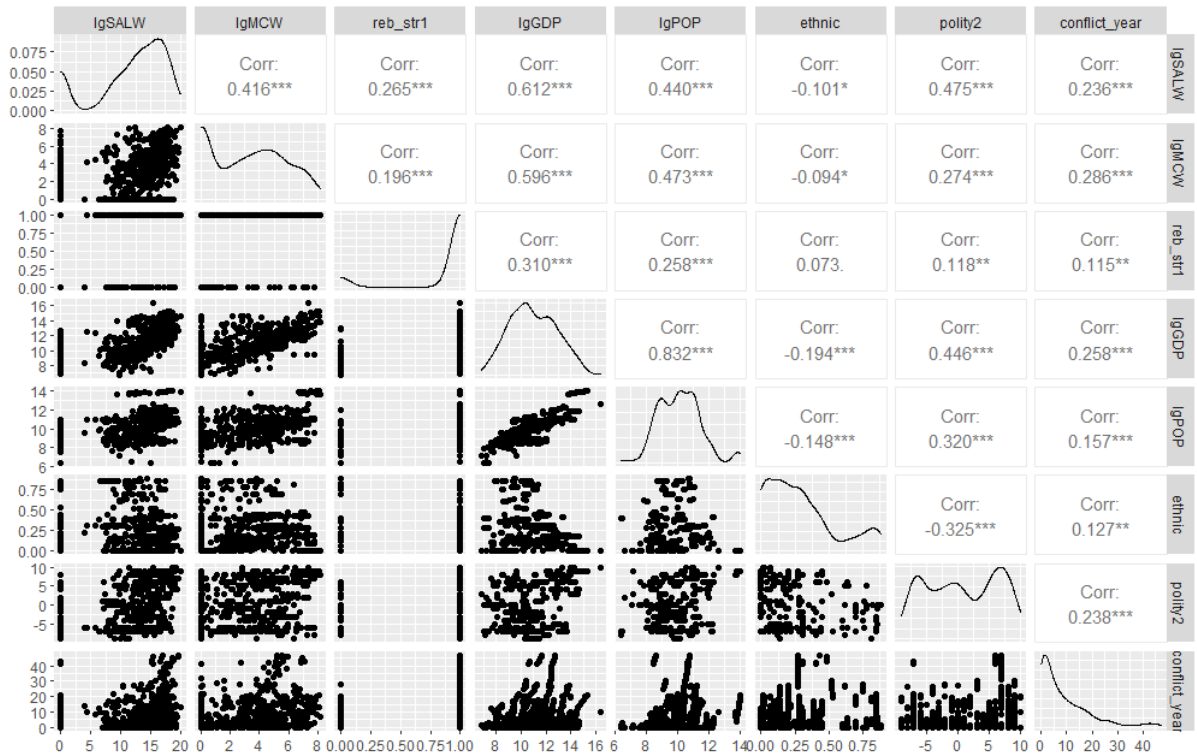 lgSALW lgMCW reb_str1 lgGDP lgPOP ethnic polity2 conflict_year
0.075
0.050
0.025
0.000
Corr:
0.416***
Corr:
0.265***
Corr:
0.612***
Corr:
0.440***
Corr:
-0.101*
Corr:
0.475***
Corr:
0.236***
lgSALW
8
6
4
2
0
Corr:
0.196***
Corr:
0.596***
Corr:
0.473***
Corr:
-0.094*
Corr:
0.274***
Corr:
0.286***
lgMCW
1.00
0.75
0.50
0.25
0.00
Corr:
0.310***
Corr:
0.258***
Corr:
0.073.
Corr:
0.118**
Corr:
0.115**
reb_str1
16
14
12
10
8
Corr:
0.832***
Corr:
-0.194***
Corr:
0.446***
Corr:
0.258***
lgGDP
14
12
10
8
6
Corr:
-0.148***
Corr:
0.320***
Corr:
0.157***
lgPOP
0.75
0.50
0.25
0.00
Corr:
-0.325***
Corr:
0.127**
ethnic
10
5
0
-5
Corr:
0.238***
polity2
40
30
20
10
0
conflict_year
0 5 10 15 20 0 2 4 6 8 0.00 0.25 0.50 0.75 1.00 8 10 12 14 16 6 8 10 12 14 0.00 0.25 0.50 0.75 -5 0 5 10 0 10 20 30 40